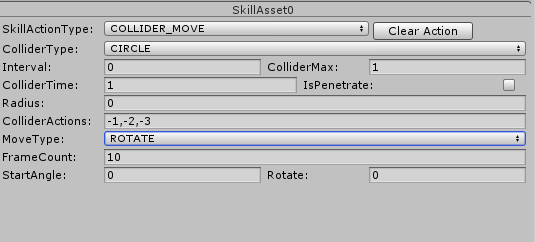 SkillAsset0
SkillActionType: COLLIDER_MOVE Clear Action
ColliderType: CIRCLE
Interval: 0 ColliderMax: 1
ColliderTime: 1 IsPenetrate:
Radius: 0
ColliderActions: -1,-2,-3
MoveType: ROTATE
FrameCount: 10
StartAngle: 0 Rotate: 0